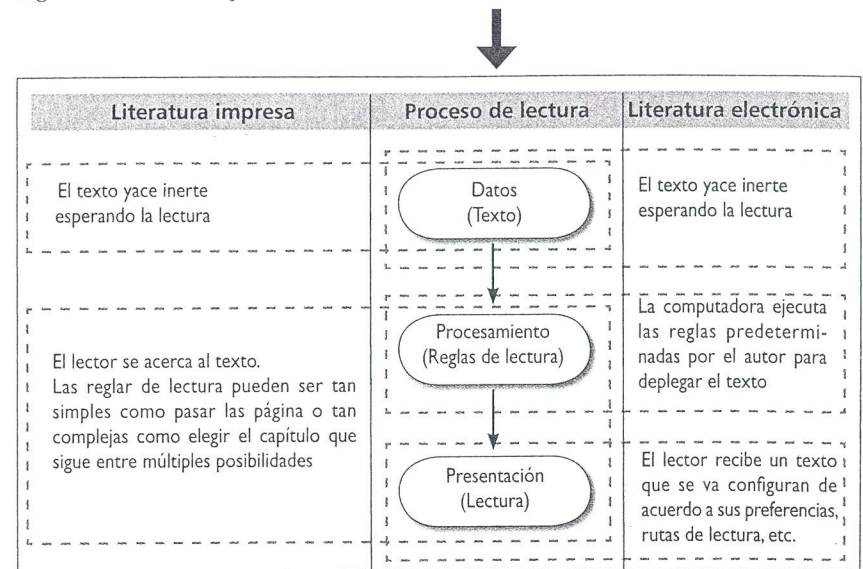 Literatura impresa
Proceso de lectura
Literatura electrónica
El texto yace inerte
esperando la lectura
Datos
(Texto)
El texto yace inerte
esperando la lectura
El lector se acerca al texto.
Las reglar de lectura pueden ser tan
simples como pasar las página o tan
complejas como elegir el capítulo que
sigue entre múltiples posibilidades
Procesamiento
(Reglas de lectura)
La computadora ejecuta
las reglas predetermi-
nadas por el autor para
deplegar el texto
Presentación
(Lectura)
El lector recibe un texto
que se va configuran de
acuerdo a sus preferencias,
rutas de lectura, etc.